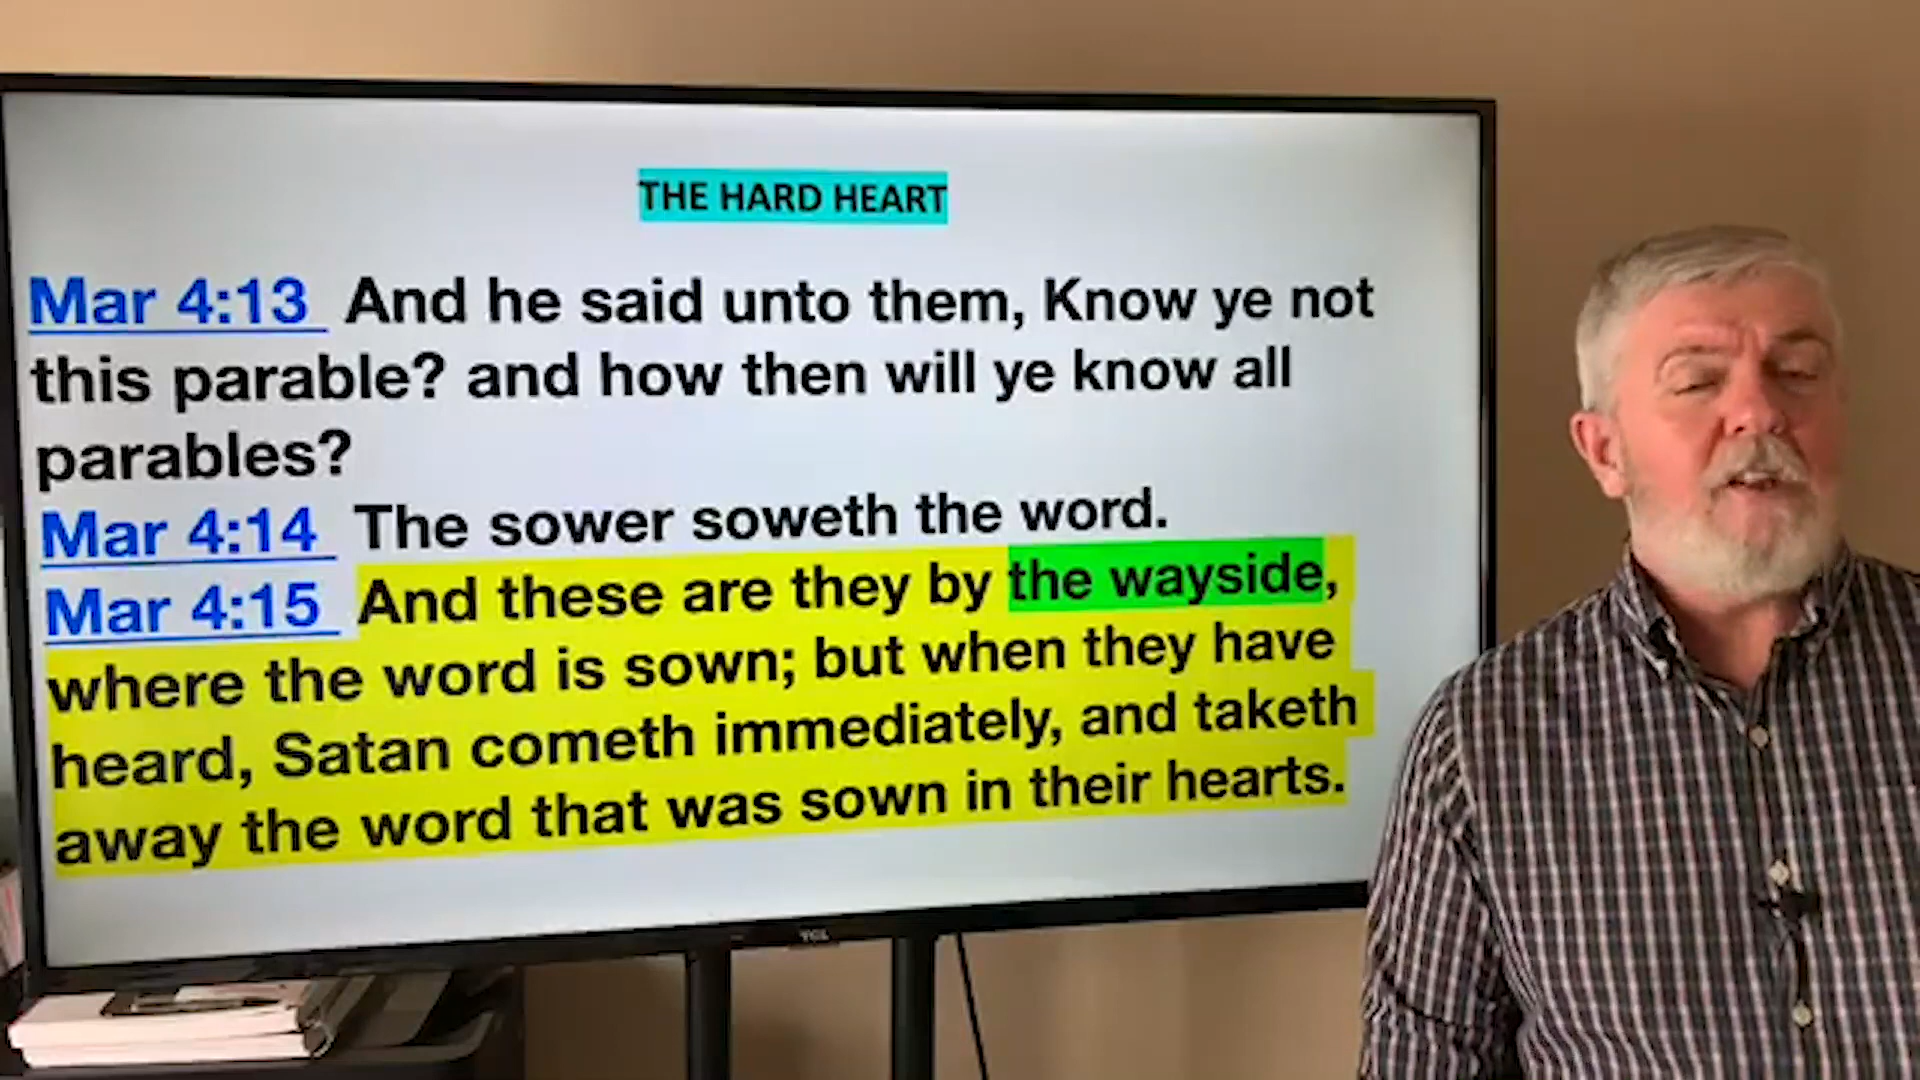 THE HARD HEART
Mar 4:13 And he said unto them, Know ye not
this parable? and how then will ye know all
parables?
Mar 4:14 The sower soweth the word.
Mar 4:15 And these are they by the wayside,
where the word is sown; but when they have
heard, Satan cometh immediately, and taketh
away the word that was sown in their hearts.
TCL